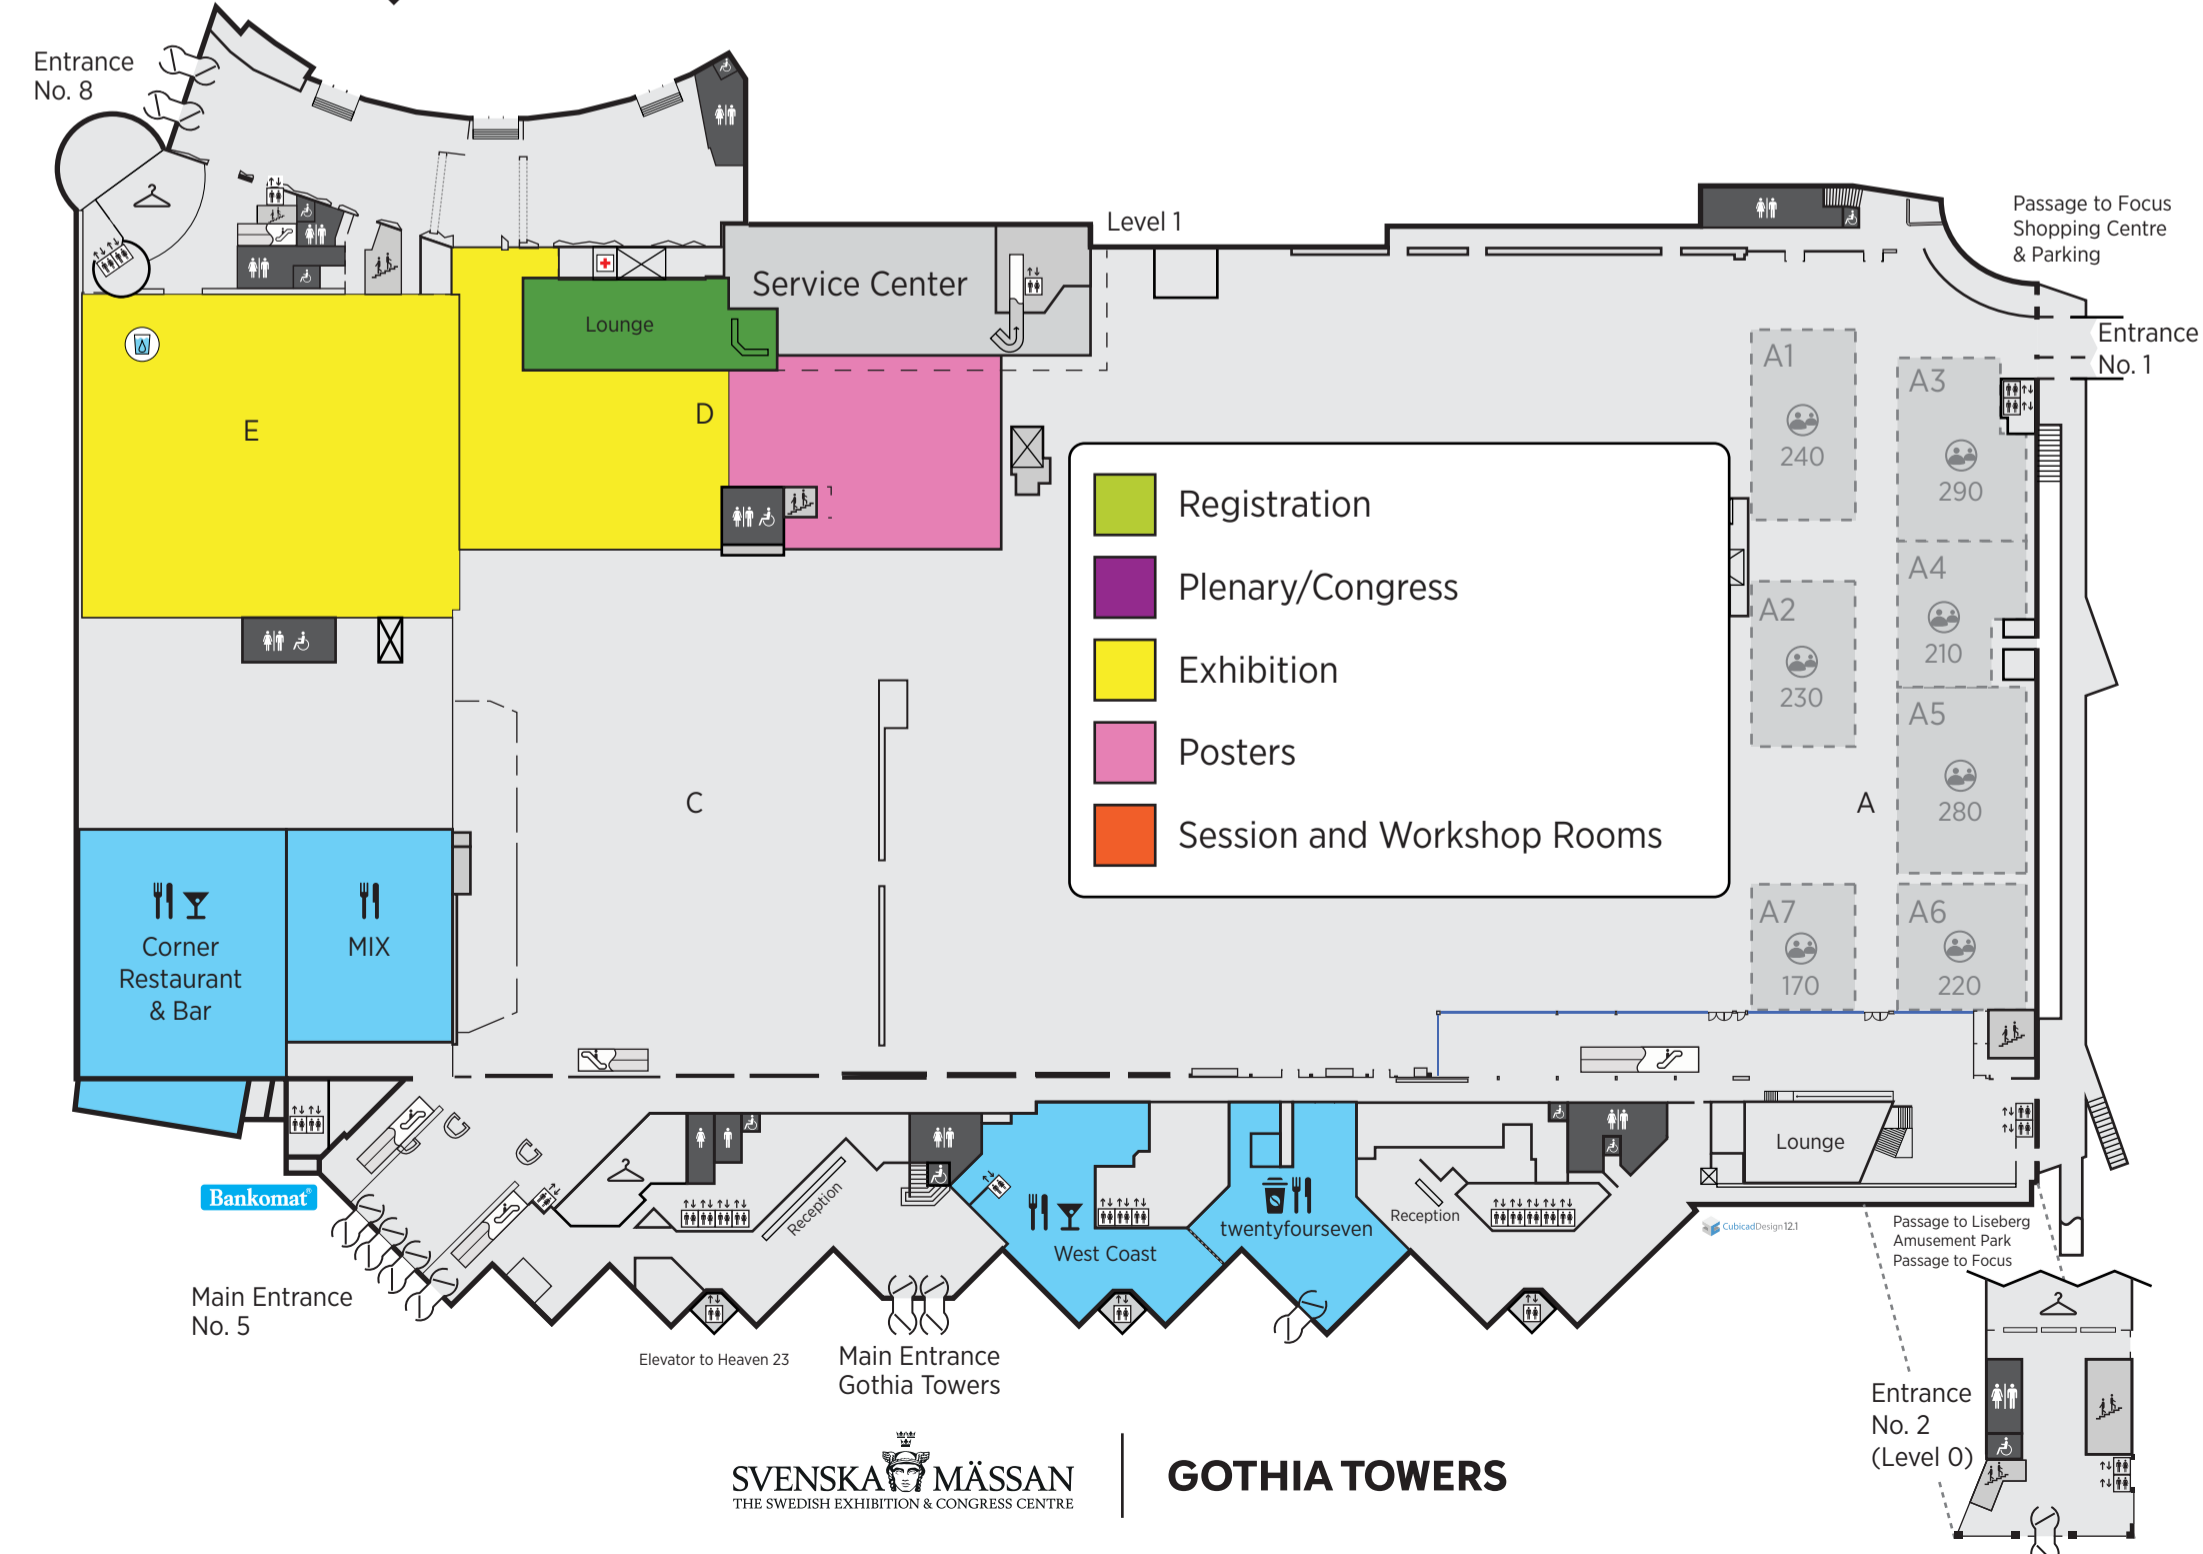 Entrance
No. 8
Level 1
Passage to Focus
Shopping Centre
& Parking
Service Center
Lounge
Entrance
No. 1
A1
240
A3
290
E
D
Registration
Plenary/Congress
Exhibition
Posters
Session and Workshop Rooms
A4
210
A2
230
A5
280
C
A
Corner
Restaurant
& Bar
MIX
A7
170
A6
220
Lounge
Bankomat
Reception
Reception
twentyfourseven
West Coast
CubicadDesign 12.1
Passage to Liseberg
Amusement Park
Passage to Focus
Main Entrance
No. 5
Elevator to Heaven 23
Main Entrance
Gothia Towers
Entrance
No. 2
(Level 0)
SVENSKA MÄSSAN
THE SWEDISH EXHIBITION & CONGRESS CENTRE
GOTHIA TOWERS